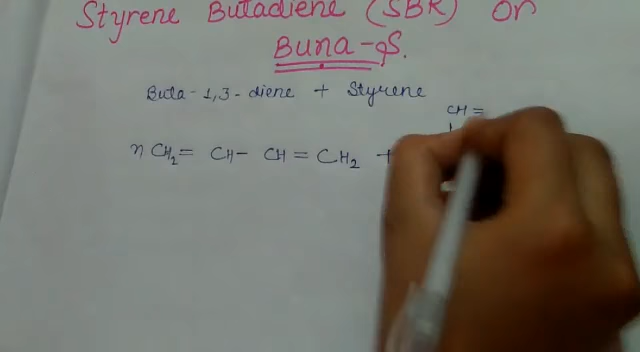 Styrene Butadiene (SBR) Or
Buna-S.
Buta-1,3-diene + Styrene
CH=
n CH2= CH- CH = CH2 +